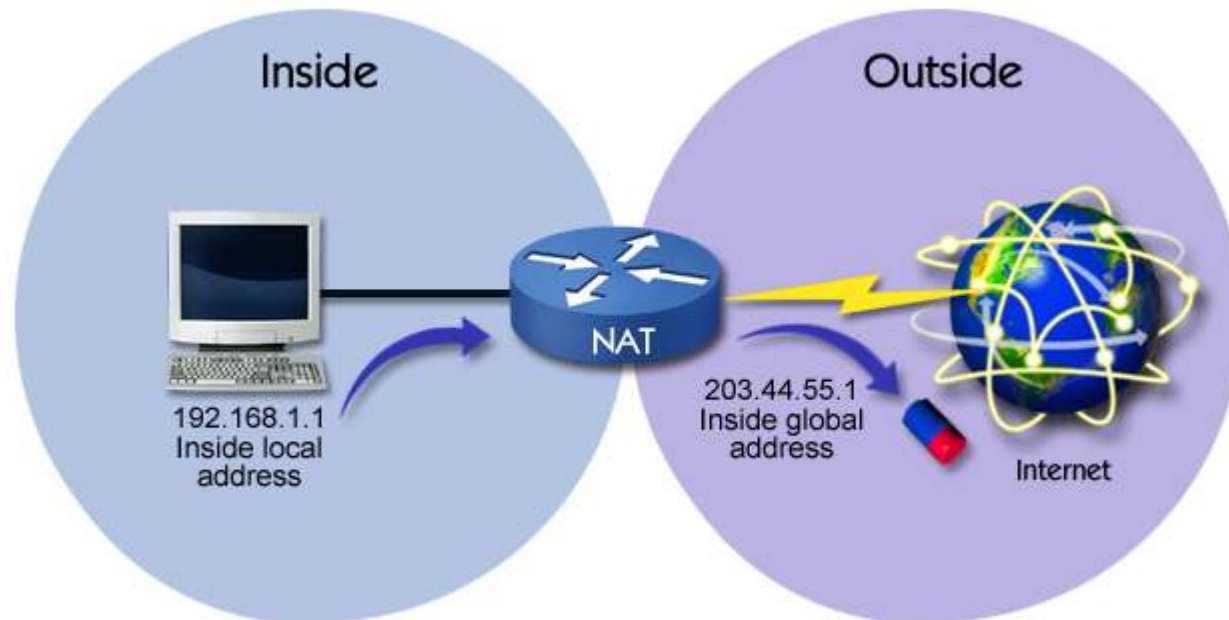 Inside
Outside
NAT
192.168.1.1
Inside local
address
203.44.55.1
Inside global
address
Internet